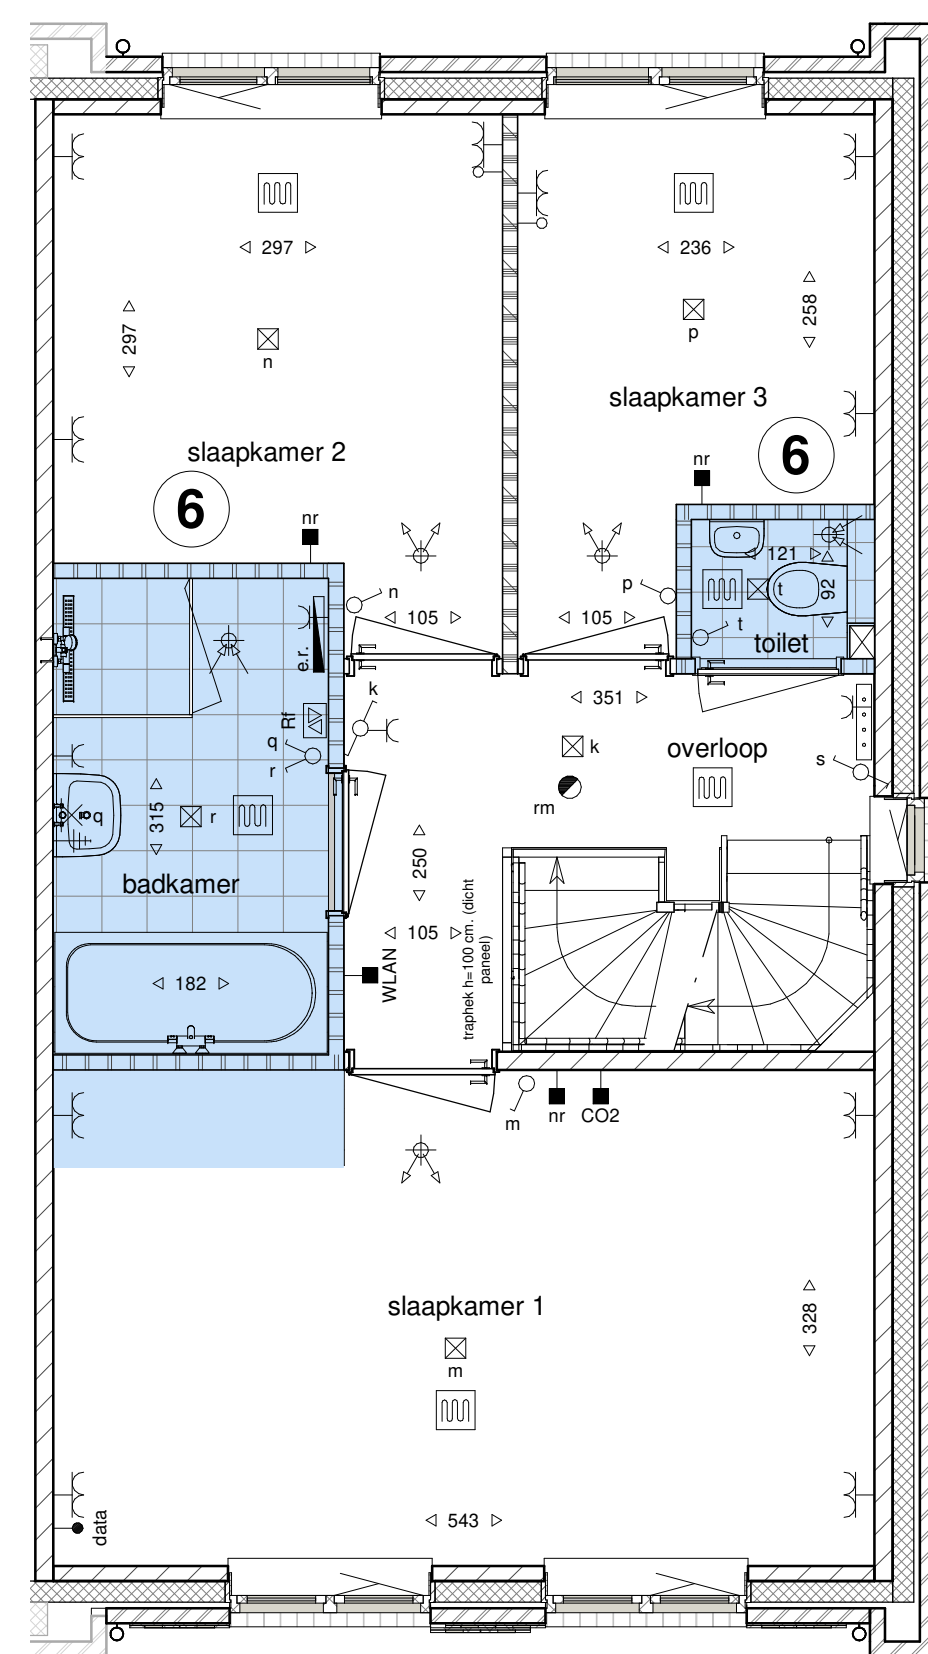 297
236
297
258
n
p
slaapkamer 3
slaapkamer 2
6
6
nr
nr
121
92
t
p
n
t
105
105
toilet
e.r.
k
351
Rf
q
r
k
overloop
s
rm
q
315
r
250
badkamer
105
traphek h=100 cm. (dicht
paneel)
WLAN
182
m
nr
CO2
slaapkamer 1
328
m
543
data